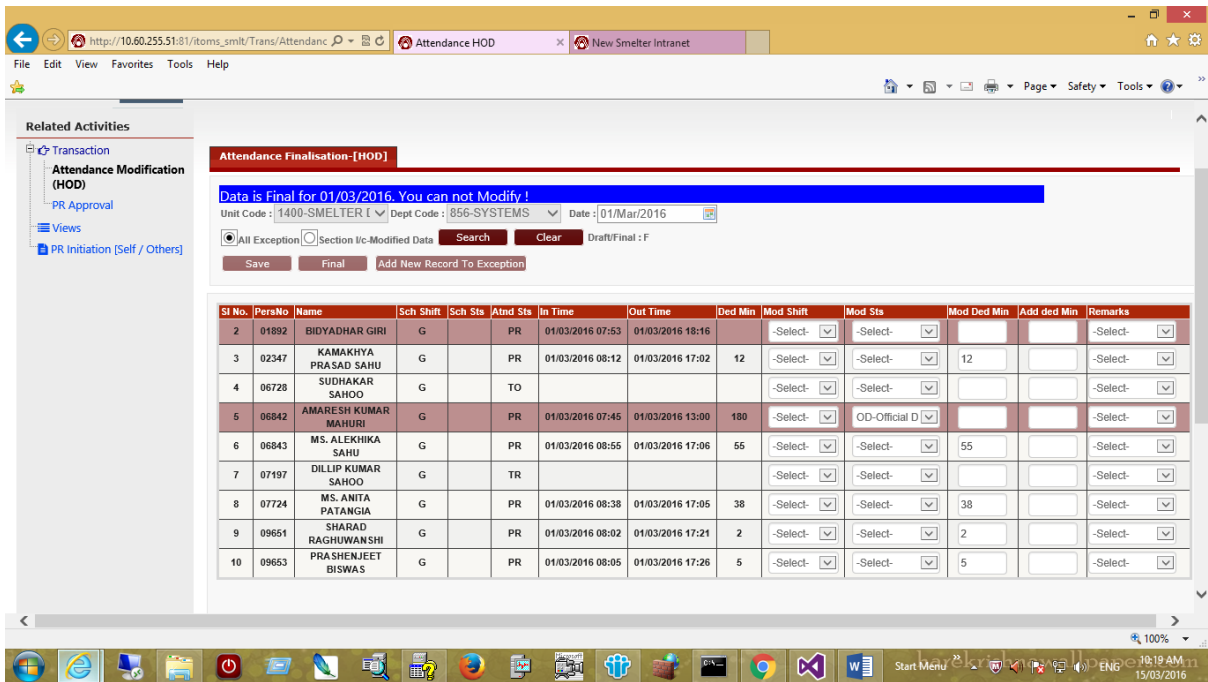 http://10.60.255.51:81/itoms_smlt/Trans/Attendanc
Attendance HOD
New Smelter Intranet
File Edit View Favorites Tools Help
Page Safety Tools
Related Activities
Transaction
Attendance Modification
(HOD)
PR Approval
Views
PR Initiation [Self / Others]
Attendance Finalisation-[HOD]
Data is Final for 01/03/2016. You can not Modify !
Unit Code : 1400-SMELTER Dept Code : 856-SYSTEMS Date : 01/Mar/2016
All Exception Section I/c-Modified Data Search Clear Draft/Final : F
Save Final Add New Record To Exception
Sl No. PersNo Name Sch Shift Sch Sts Atnd Sts In Time Out Time Ded Min Mod Shift Mod Sts Mod Ded Min Add ded Min Remarks
2 01892 BIDYADHAR GIRI G PR 01/03/2016 07:53 01/03/2016 18:16 -Select- -Select- -Select-
3 02347 KAMAKHYA PRASAD SAHU G PR 01/03/2016 08:12 01/03/2016 17:02 12 -Select- -Select- 12 -Select-
4 06728 SUDHAKAR SAHOO G TO -Select- -Select- -Select-
5 06842 AMARESH KUMAR MAHURI G PR 01/03/2016 07:45 01/03/2016 13:00 180 -Select- OD-Official D -Select-
6 06843 MS. ALEKHIKA SAHU G PR 01/03/2016 08:55 01/03/2016 17:06 55 -Select- -Select- 55 -Select-
7 07197 DILLIP KUMAR SAHOO G TR -Select- -Select- -Select-
8 07724 MS. ANITA PATANGIA G PR 01/03/2016 08:38 01/03/2016 17:05 38 -Select- -Select- 38 -Select-
9 09651 SHARAD RAGHUWANSHI G PR 01/03/2016 08:02 01/03/2016 17:21 2 -Select- -Select- 2 -Select-
10 09653 PRASHENJEET BISWAS G PR 01/03/2016 08:05 01/03/2016 17:26 5 -Select- -Select- 5 -Select-
100%
Start Menu ENG 10:19 AM
15/03/2016